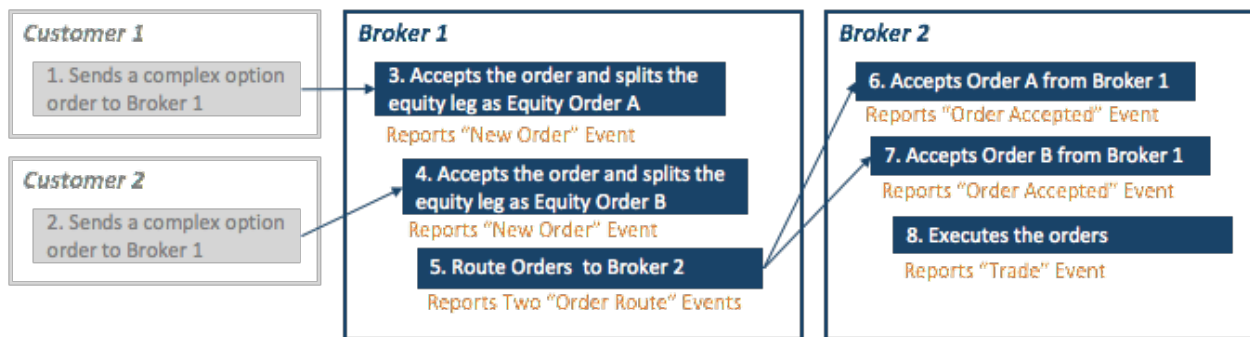 Customer 1
1. Sends a complex option
order to Broker 1
Customer 2
2. Sends a complex option
order to Broker 1
Broker 1
3. Accepts the order and splits the
equity leg as Equity Order A
Reports “New Order” Event
4. Accepts the order and splits the
equity leg as Equity Order B
Reports “New Order” Event
5. Route Orders to Broker 2
Reports Two “Order Route” Events
Broker 2
6. Accepts Order A from Broker 1
Reports “Order Accepted” Event
7. Accepts Order B from Broker 1
Reports “Order Accepted” Event
8. Executes the orders
Reports “Trade” Event